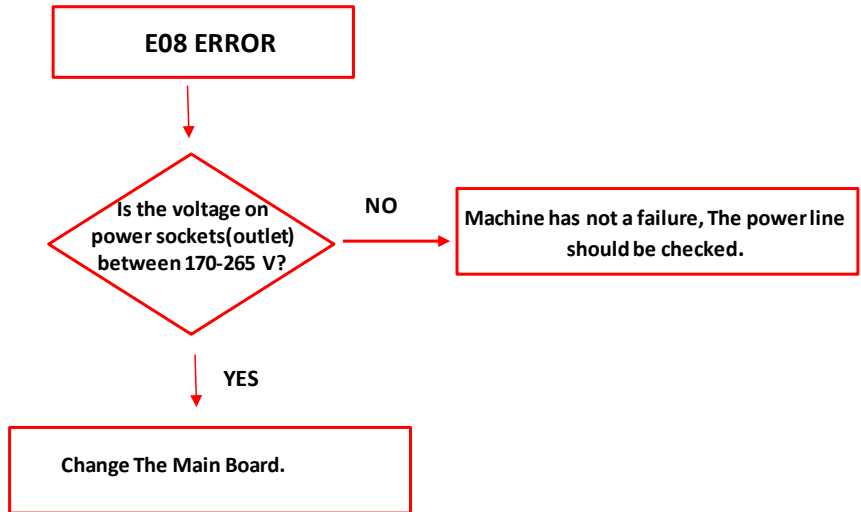 E08 ERROR
Is the voltage on
power sockets(outlet)
between 170-265 V?
NO
Machine has not a failure, The power line
should be checked.
YES
Change The Main Board.